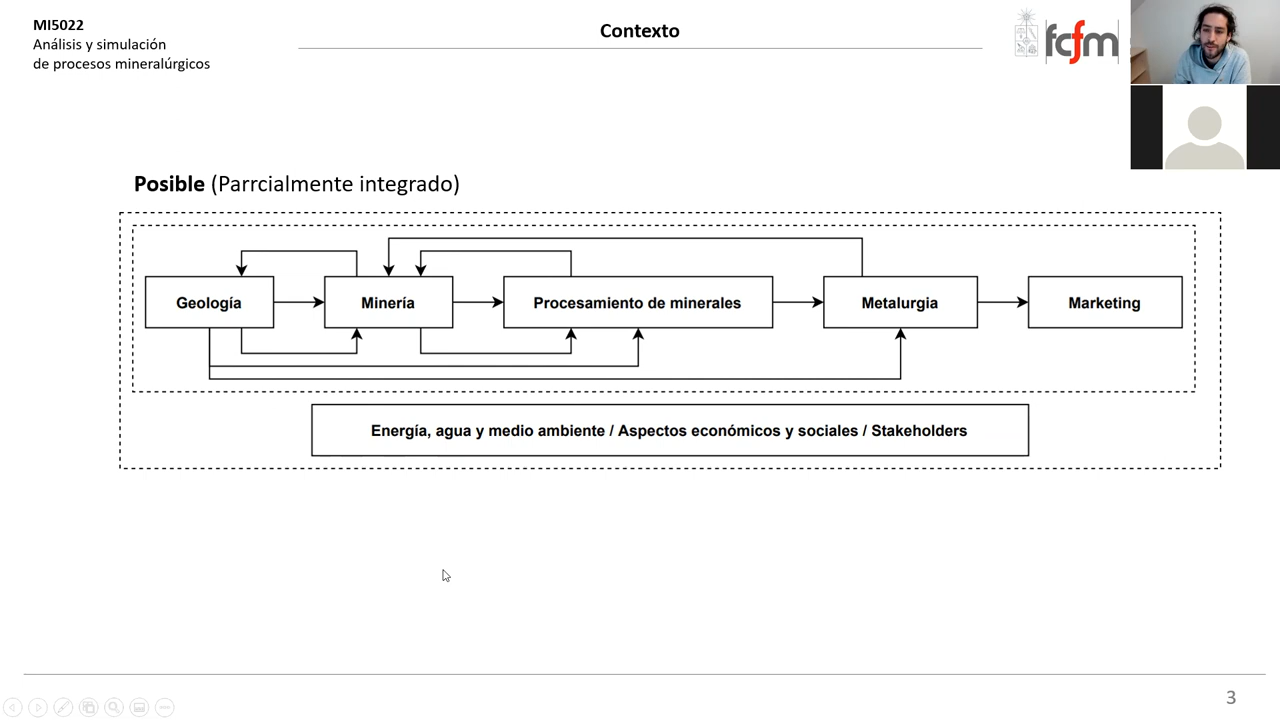 MI5022
Análisis y simulación
de procesos mineralúrgicos
Contexto
fcfm
Posible (Parrcialmente integrado)
Geología
Minería
Procesamiento de minerales
Metalurgia
Marketing
Energía, agua y medio ambiente / Aspectos económicos y sociales / Stakeholders
3